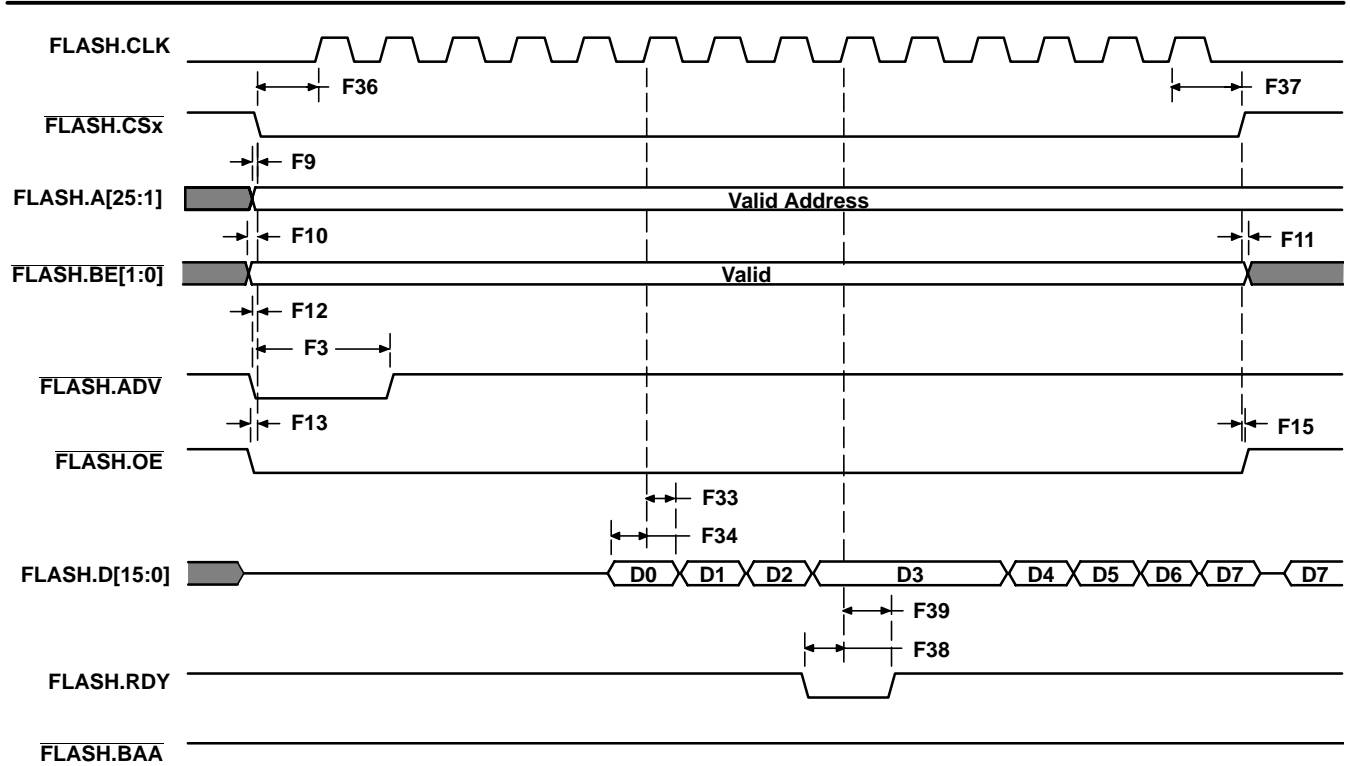 FLASH.CLK
F36
F37
FLASH.CSx
F9
FLASH.A[25:1]
Valid Address
F10
F11
FLASH.BE[1:0]
Valid
F12
F3
FLASH.ADV
F13
F15
FLASH.OE
F33
F34
FLASH.D[15:0]
D0 D1 D2 D3 D4 D5 D6 D7 D7
F39
F38
FLASH.RDY
FLASH.BAA